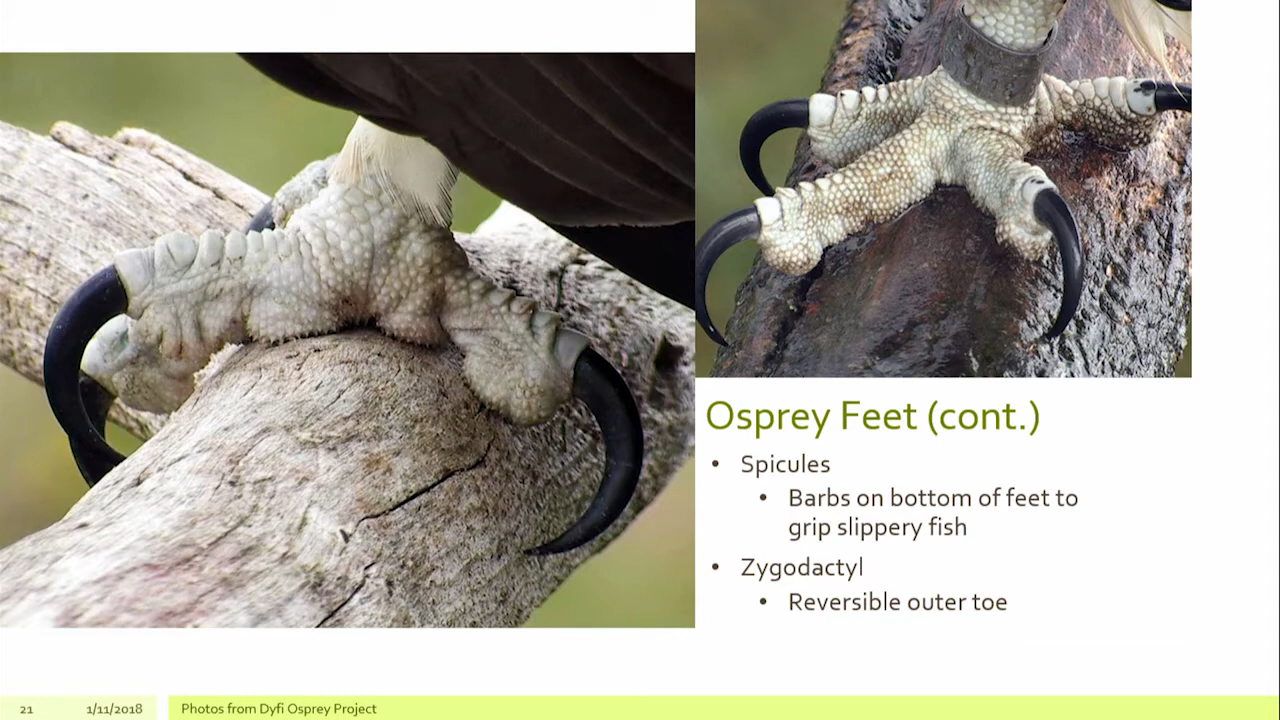 Osprey Feet (cont.)
• Spicules
• Barbs on bottom of feet to
grip slippery fish
• Zygodactyl
• Reversible outer toe
21 1/11/2018 Photos from Dyfi Osprey Project